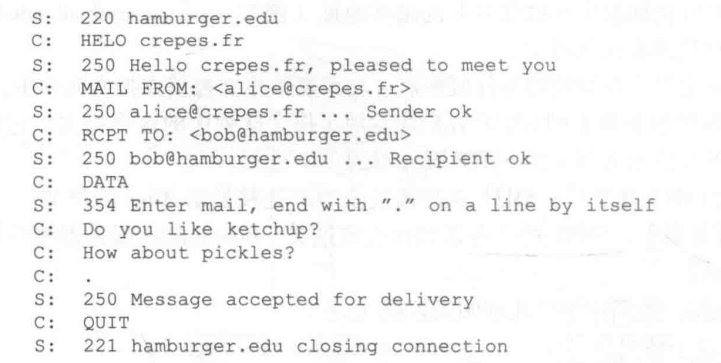 S: 220 hamburger.edu
C: HELO crepes.fr
S: 250 Hello crepes.fr, pleased to meet you
C: MAIL FROM: <alice@crepes.fr>
S: 250 alice@crepes.fr ... Sender ok
C: RCPT TO: <bob@hamburger.edu>
S: 250 bob@hamburger.edu ... Recipient ok
C: DATA
S: 354 Enter mail, end with "." on a line by itself
C: Do you like ketchup?
C: How about pickles?
C: .
S: 250 Message accepted for delivery
C: QUIT
S: 221 hamburger.edu closing connection